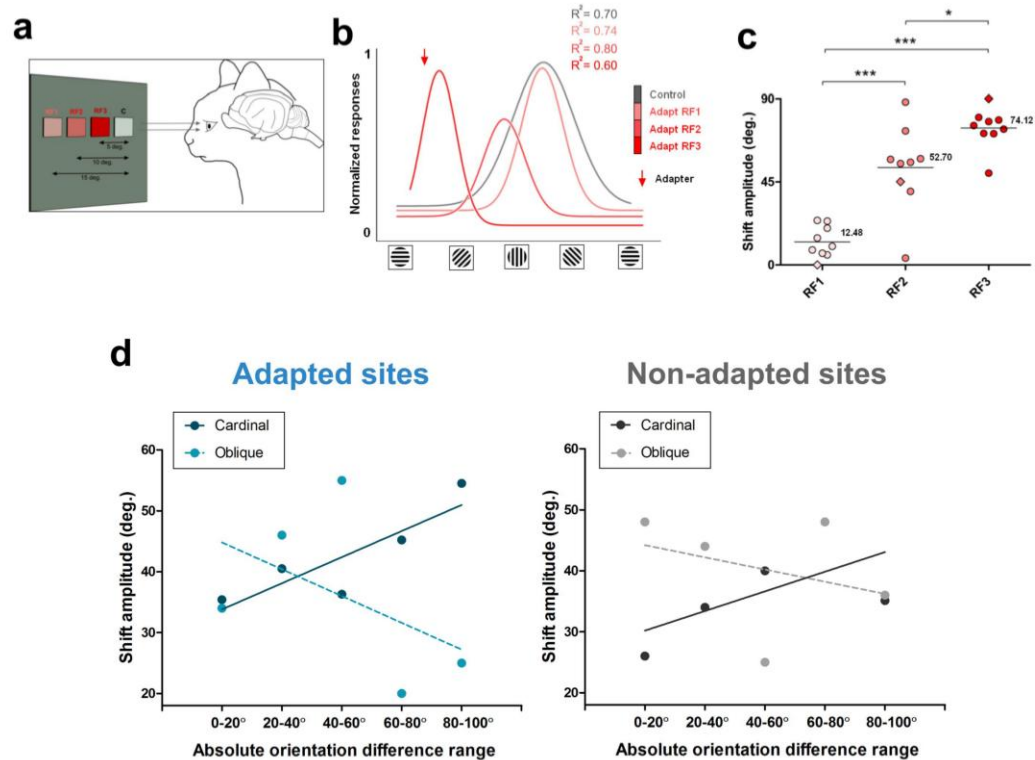 a
RF1 RF2 RF3 C
5 deg.
10 deg.
15 deg.
b
R² = 0.70
R² = 0.74
R² = 0.80
R² = 0.60
Normalized responses
1
0
Control
Adapt RF1
Adapt RF2
Adapt RF3
Adapter
c
*
***
***
Shift amplitude (deg.)
90
45
0
12.48
52.70
74.12
RF1 RF2 RF3
d
Adapted sites
Cardinal
Oblique
Shift amplitude (deg.)
60
50
40
30
20
0-20° 20-40° 40-60° 60-80° 80-100°
Absolute orientation difference range
Non-adapted sites
Cardinal
Oblique
Shift amplitude (deg.)
60
50
40
30
20
0-20° 20-40° 40-60° 60-80° 80-100°
Absolute orientation difference range